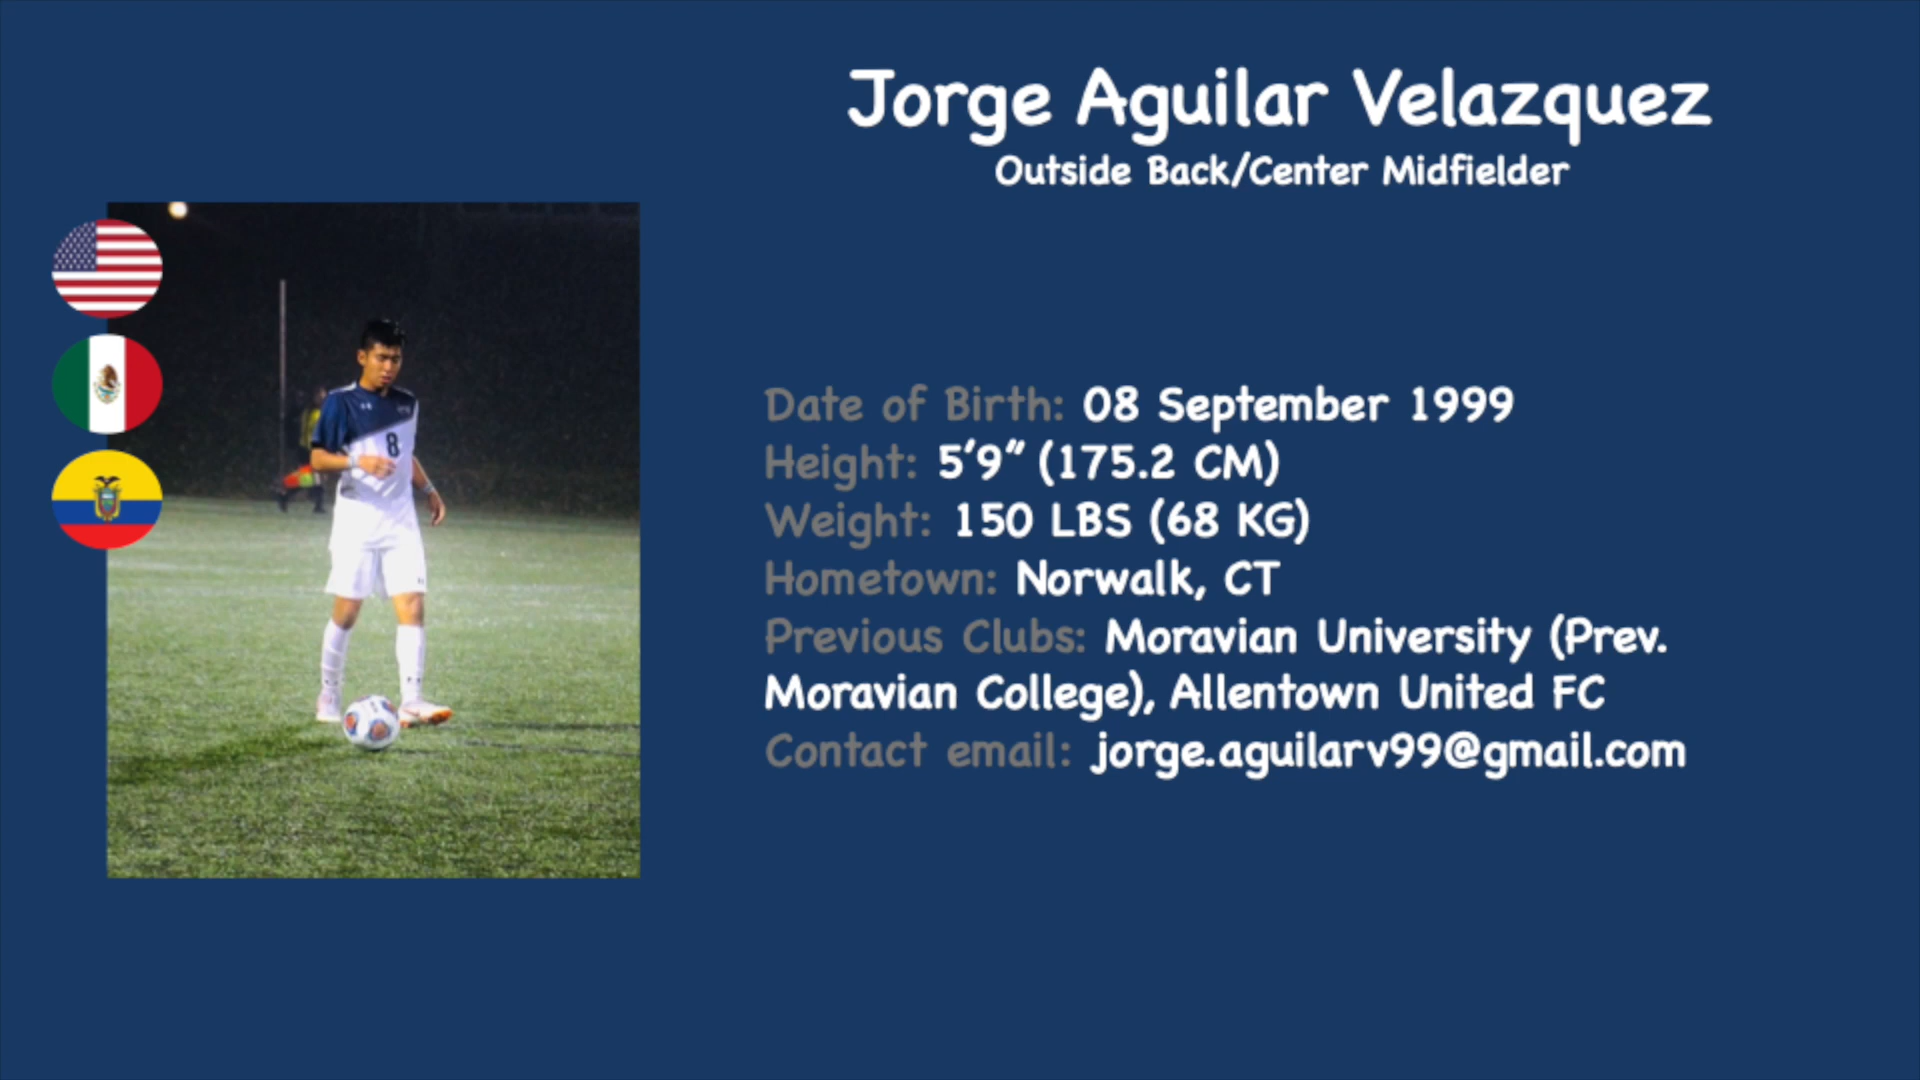 Jorge Aguilar Velazquez
Outside Back/Center Midfielder
8
Date of Birth: 08 September 1999
Height: 5’9” (175.2 CM)
Weight: 150 LBS (68 KG)
Hometown: Norwalk, CT
Previous Clubs: Moravian University (Prev.
Moravian College), Allentown United FC
Contact email: jorge.aguilarv99@gmail.com